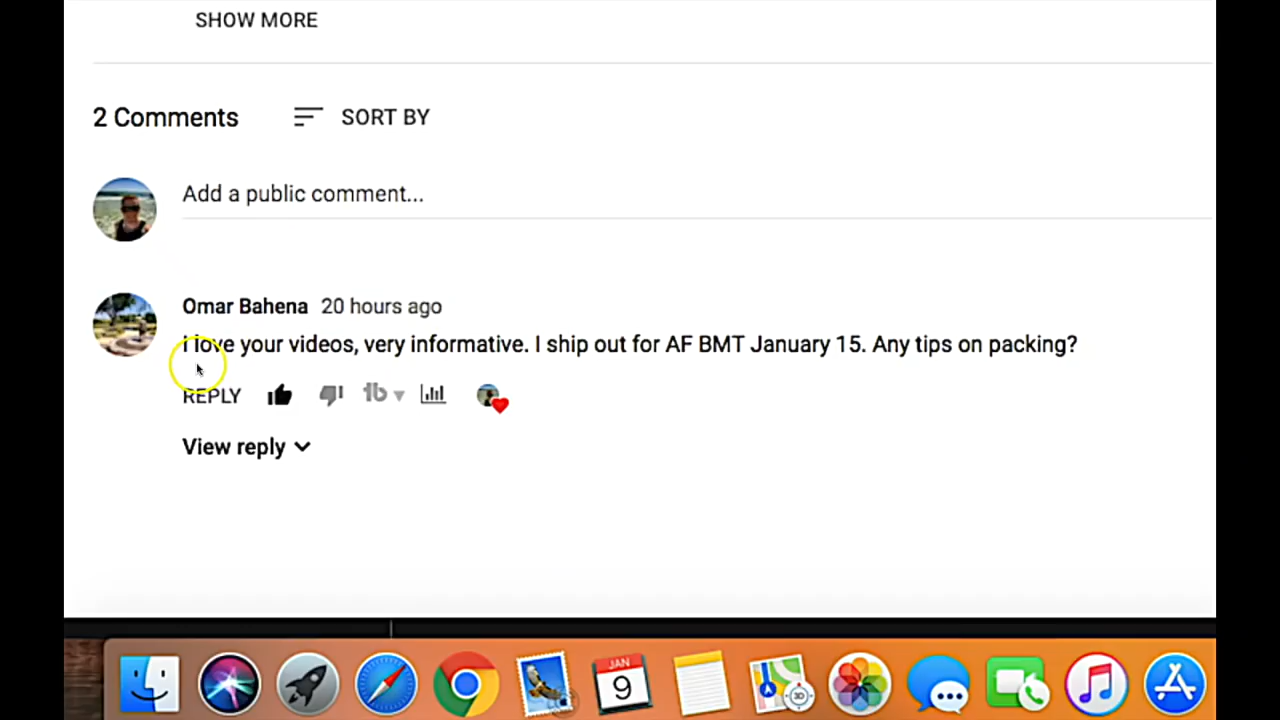 SHOW MORE
2 Comments SORT BY
Add a public comment...
Omar Bahena 20 hours ago
I love your videos, very informative. I ship out for AF BMT January 15. Any tips on packing?
REPLY
View reply
JAN
9
3D